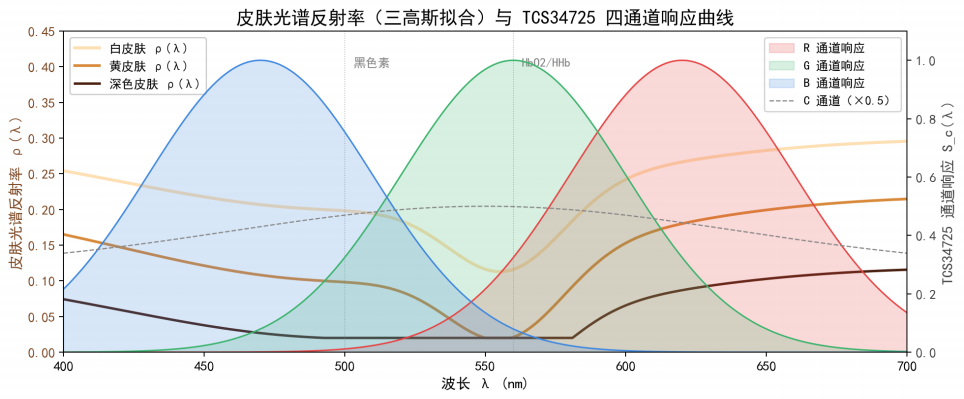 皮肤光谱反射率（三高斯拟合）与 TCS34725 四通道响应曲线
白皮肤 ρ(λ)
黄皮肤 ρ(λ)
深色皮肤 ρ(λ)
黑色素
HbO2/HHb
R 通道响应
G 通道响应
B 通道响应
C 通道（×0.5）
皮肤光谱反射率 ρ(λ)
0.45
0.40
0.35
0.30
0.25
0.20
0.15
0.10
0.05
0.00
TCS34725 通道响应 S_c(λ)
1.0
0.8
0.6
0.4
0.2
0.0
400
450
500
550
600
650
700
波长 λ (nm)